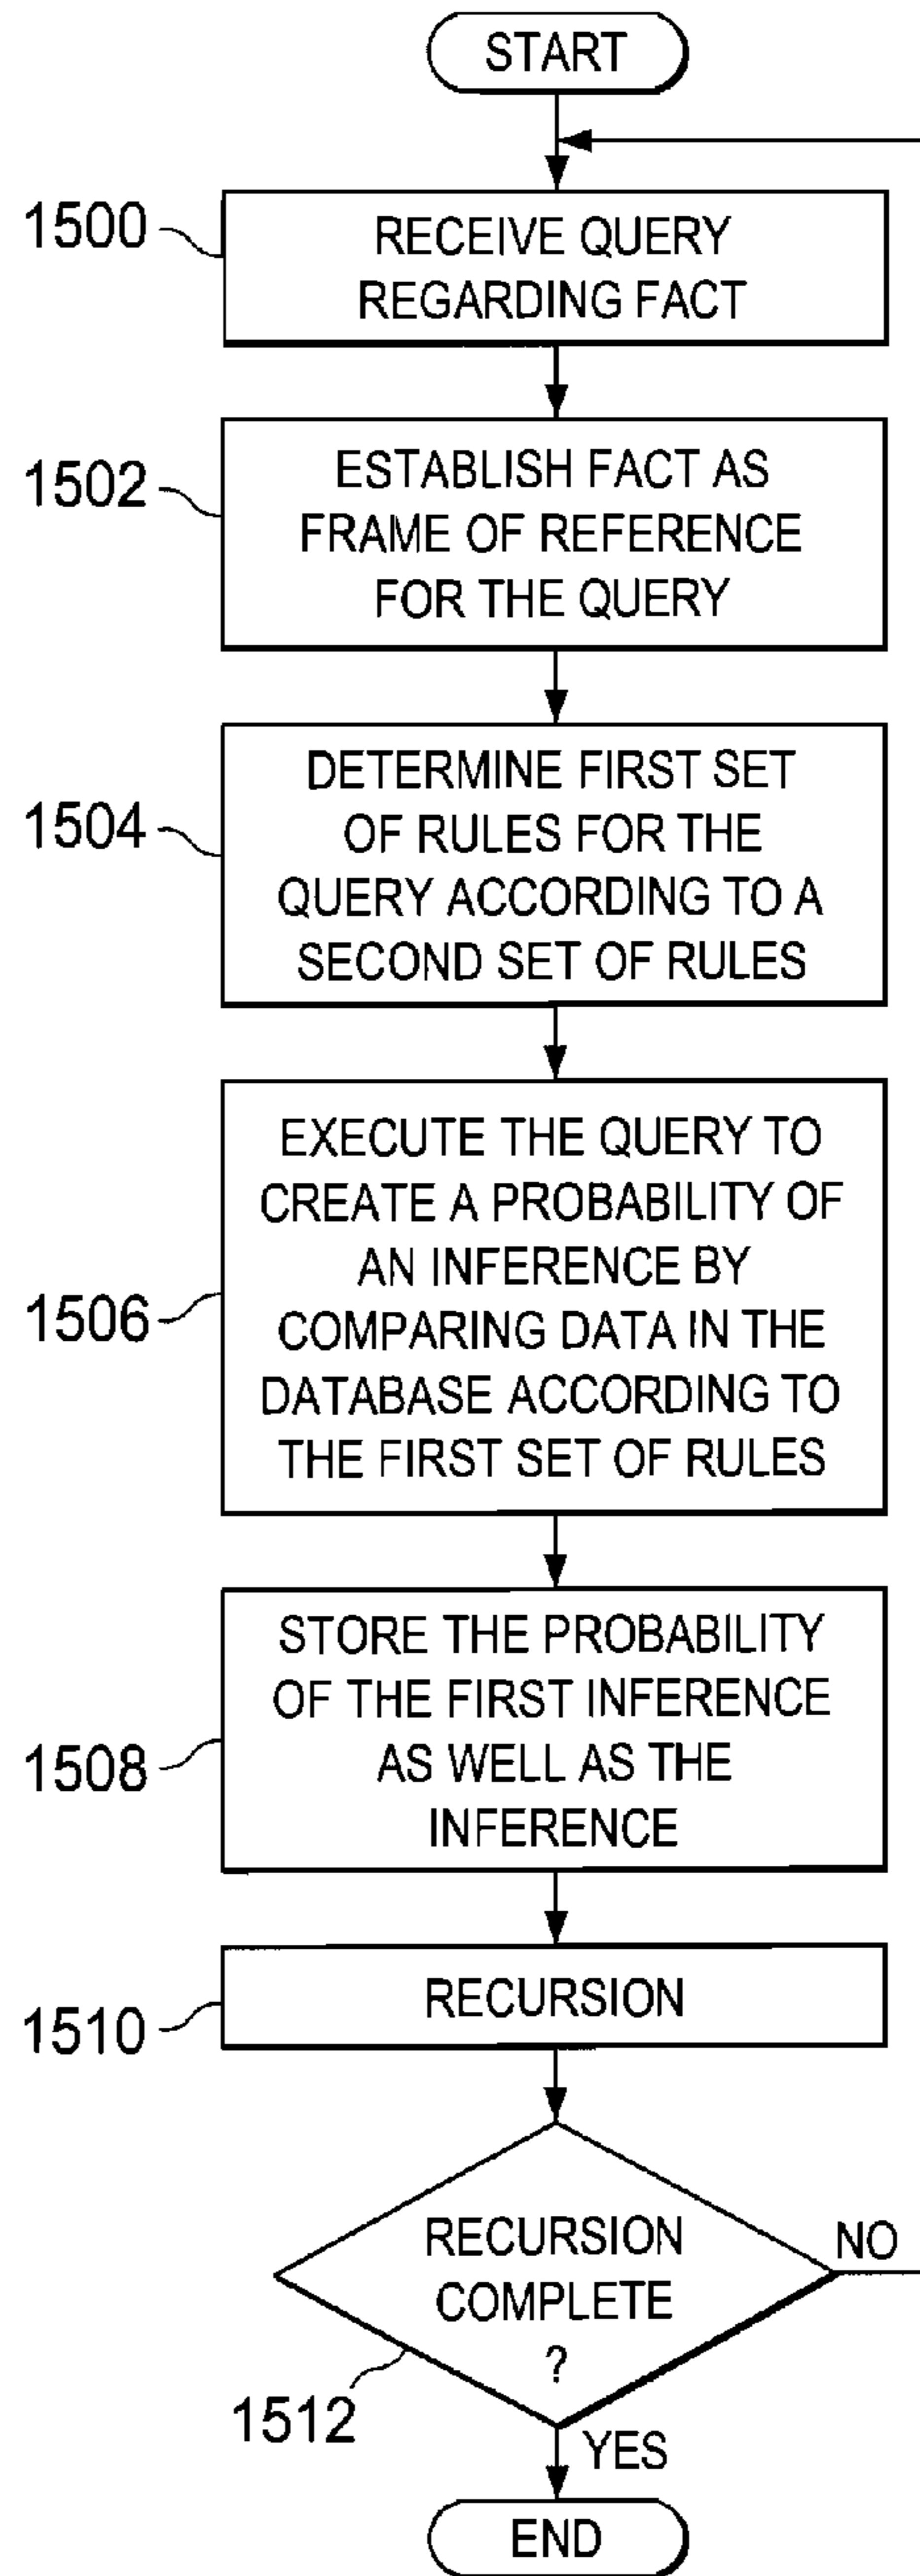 START
1500
RECEIVE QUERY
REGARDING FACT
1502
ESTABLISH FACT AS
FRAME OF REFERENCE
FOR THE QUERY
1504
DETERMINE FIRST SET
OF RULES FOR THE
QUERY ACCORDING TO A
SECOND SET OF RULES
1506
EXECUTE THE QUERY TO
CREATE A PROBABILITY OF
AN INFERENCE BY
COMPARING DATA IN THE
DATABASE ACCORDING TO
THE FIRST SET OF RULES
1508
STORE THE PROBABILITY
OF THE FIRST INFERENCE
AS WELL AS THE
INFERENCE
1510
RECURSION
RECURSION
COMPLETE
?
NO
1512
YES
END